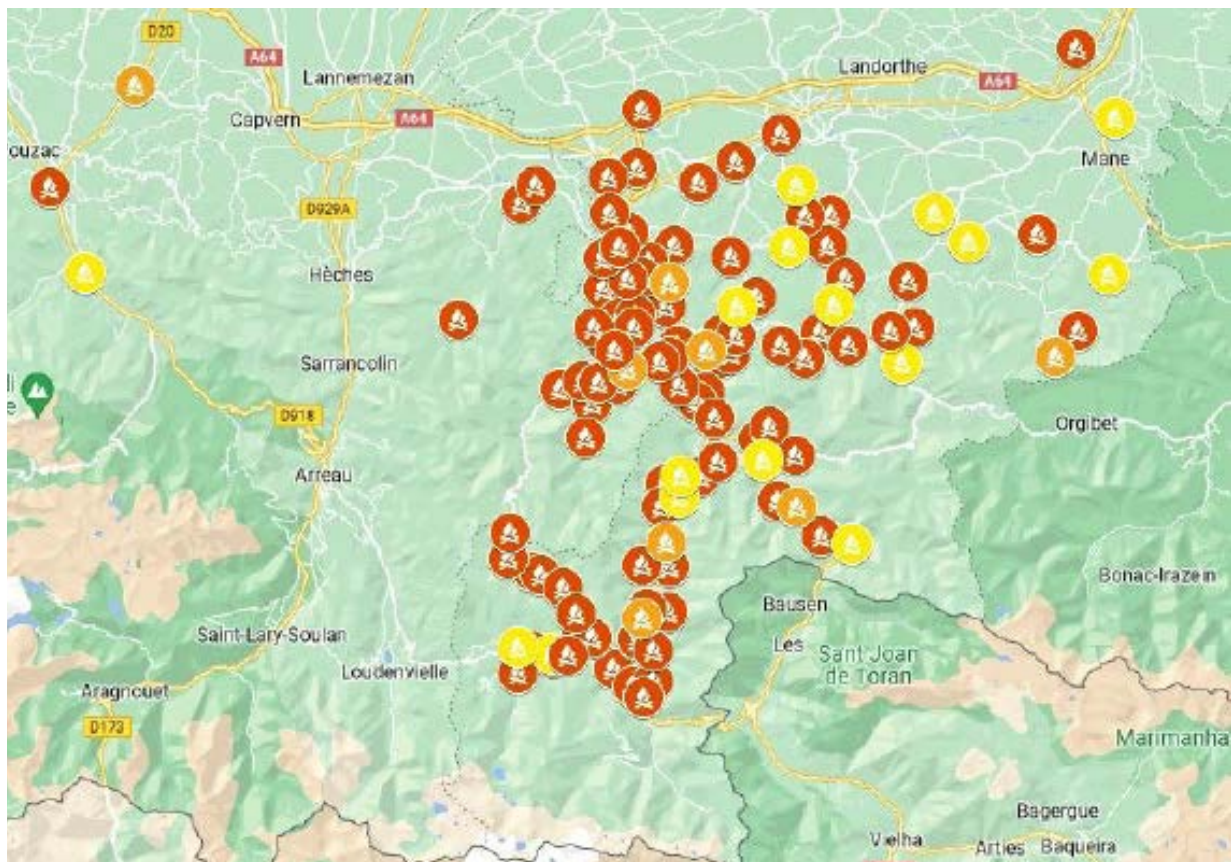 D20
A64
Lannemezan
Landorthe
A64
Capvern
A64
ouzac
Mane
D929A
Hèches
Sarrancolin
D918
Orgibet
Arreau
Bonac-Irazein
Bausen
Saint-Lary-Soulan
Les
Sant Joan
de Toran
Loudenvielle
Aragnouet
D173
Marimanha
Bagergue
Vielha
Arties
Baqueira